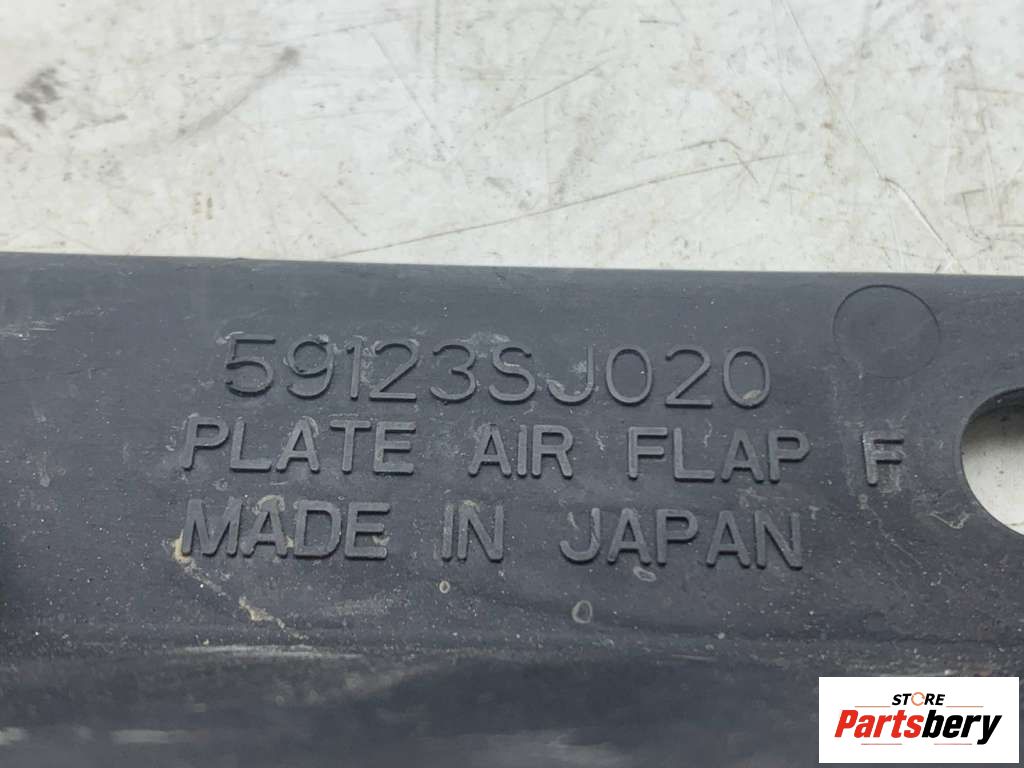 59123SJ020
PLATE AIR FLAP F
MADE IN JAPAN
STORE
Partsbery